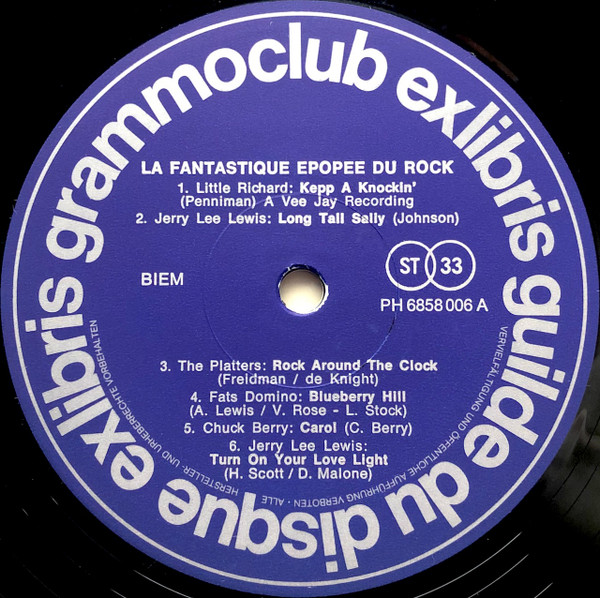 exlibris grammoclub exlibris guilde du disque
LA FANTASTIQUE EPOPEE DU ROCK
1. Little Richard: Kepp A Knockin'
(Penniman) A Vee Jay Recording
2. Jerry Lee Lewis: Long Tall Sally (Johnson)
BIEM
ST 33
PH 6858 006 A
3. The Platters: Rock Around The Clock
(Freidman / de Knight)
4. Fats Domino: Blueberry Hill
(A. Lewis / V. Rose - L. Stock)
5. Chuck Berry: Carol (C. Berry)
6. Jerry Lee Lewis:
Turn On Your Love Light
(H. Scott / D. Malone)
VERVIELFÄLTIGUNG UND ÖFFENTLICHE AUFFÜHRUNG VERBOTEN · ALLE HERSTELLER- UND URHEBERRECHTE VORBEHALTEN